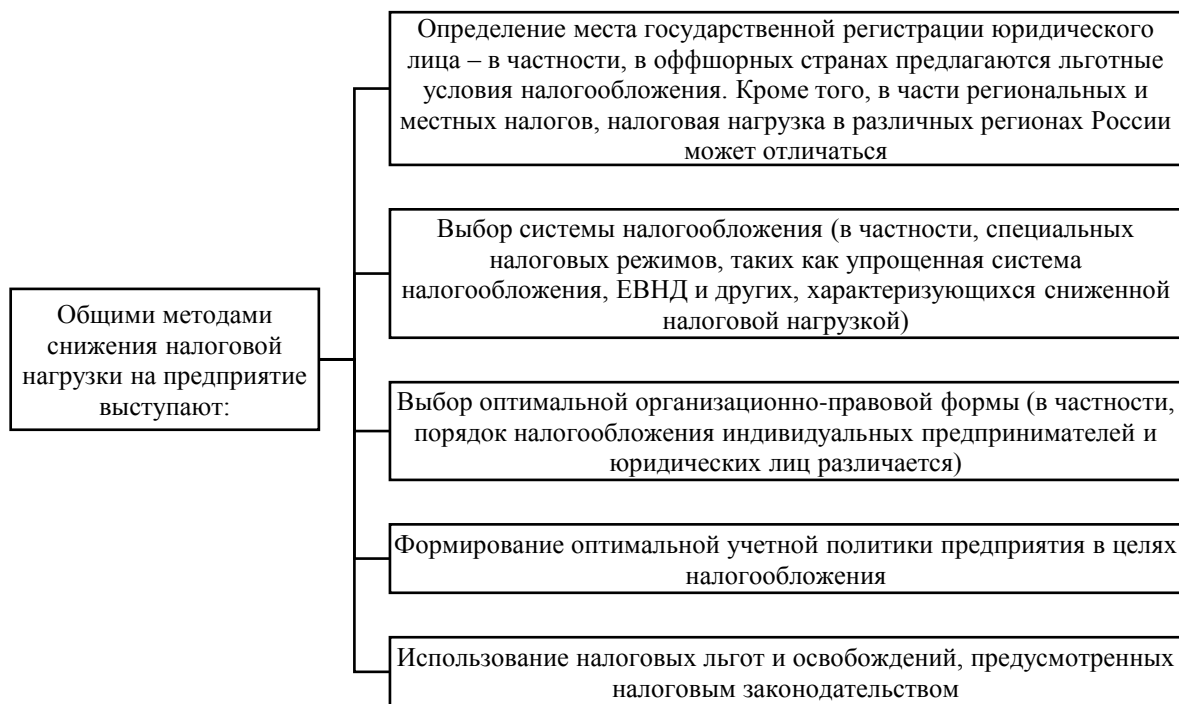 Общими методами
снижения налоговой
нагрузки на предприятие
выступают:
Определение места государственной регистрации юридического
лица – в частности, в оффшорных странах предлагаются льготные
условия налогообложения. Кроме того, в части региональных и
местных налогов, налоговая нагрузка в различных регионах России
может отличаться
Выбор системы налогообложения (в частности, специальных
налоговых режимов, таких как упрощенная система
налогообложения, ЕВНД и других, характеризующихся сниженной
налоговой нагрузкой)
Выбор оптимальной организационно-правовой формы (в частности,
порядок налогообложения индивидуальных предпринимателей и
юридических лиц различается)
Формирование оптимальной учетной политики предприятия в целях
налогообложения
Использование налоговых льгот и освобождений, предусмотренных
налоговым законодательством